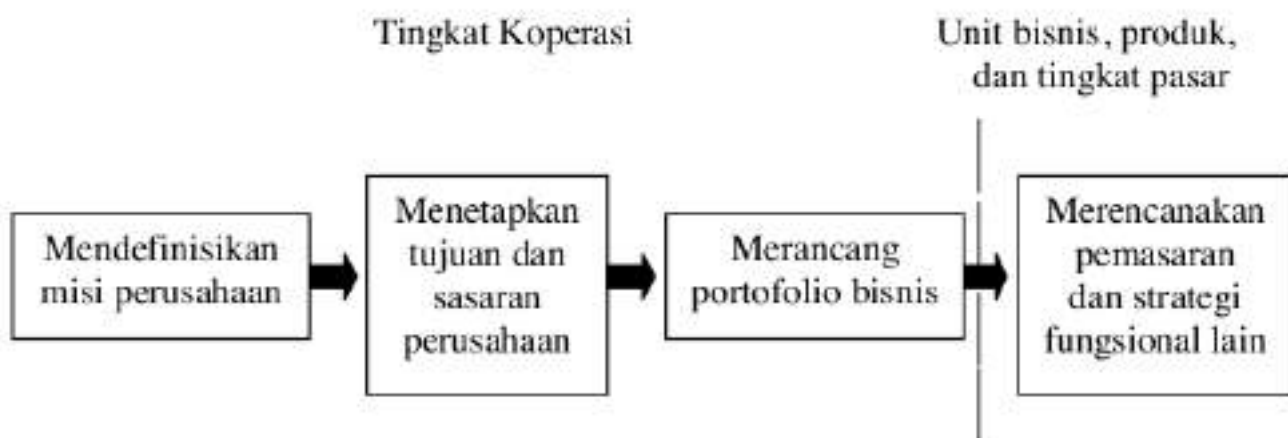 Tingkat Koperasi
Unit bisnis, produk,
dan tingkat pasar
Mendefinisikan
misi perusahaan
Menetapkan
tujuan dan
sasaran
perusahaan
Merancang
portofolio bisnis
Merencanakan
pemasaran
dan strategi
fungsional lain